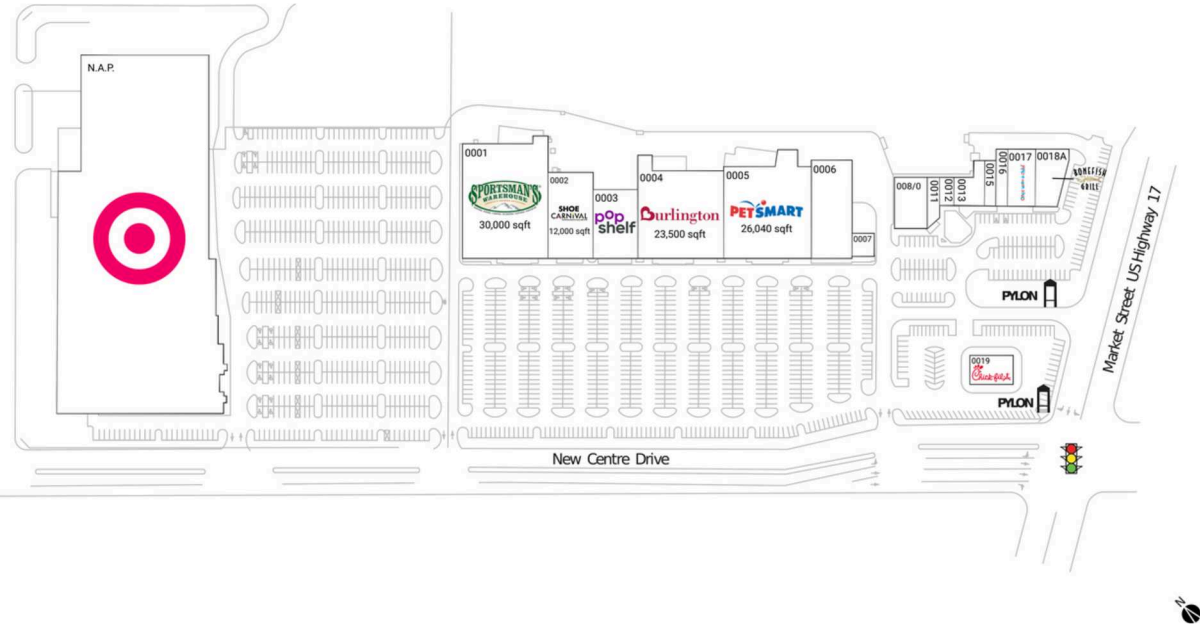 N.A.P.
0001
SPORTSMAN'S
WAREHOUSE
30,000 sqft
0002
SHOE
CARNIVAL
12,000 sqft
0003
pop
shelf
0004
Burlington
23,500 sqft
0005
PETSMART
26,040 sqft
0006
0007
008/0
0011
0012
0013
0015
0016
0017
0018A
BONEFISH
GRILL
PYLON
0019
Chick-fil-A
PYLON
Market Street US Highway 17
New Centre Drive
N